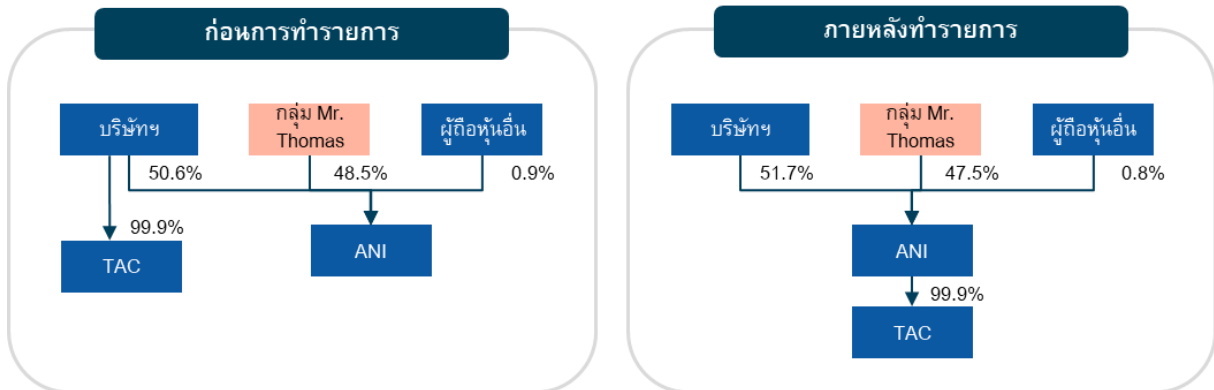 ก่อนการทำรายการ
บริษัทฯ
กลุ่ม Mr.
Thomas
ผู้ถือหุ้นอื่น
50.6%
48.5%
0.9%
99.9%
TAC
ANI
ภายหลังทำรายการ
บริษัทฯ
กลุ่ม Mr.
Thomas
ผู้ถือหุ้นอื่น
51.7%
47.5%
0.8%
ANI
99.9%
TAC